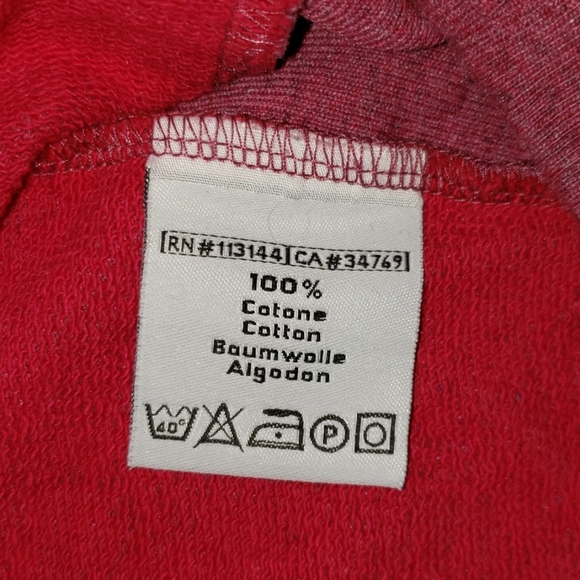 RN#113144 CA#34769
100%
Cotone
Cotton
Baumwolle
Algodon
40° P